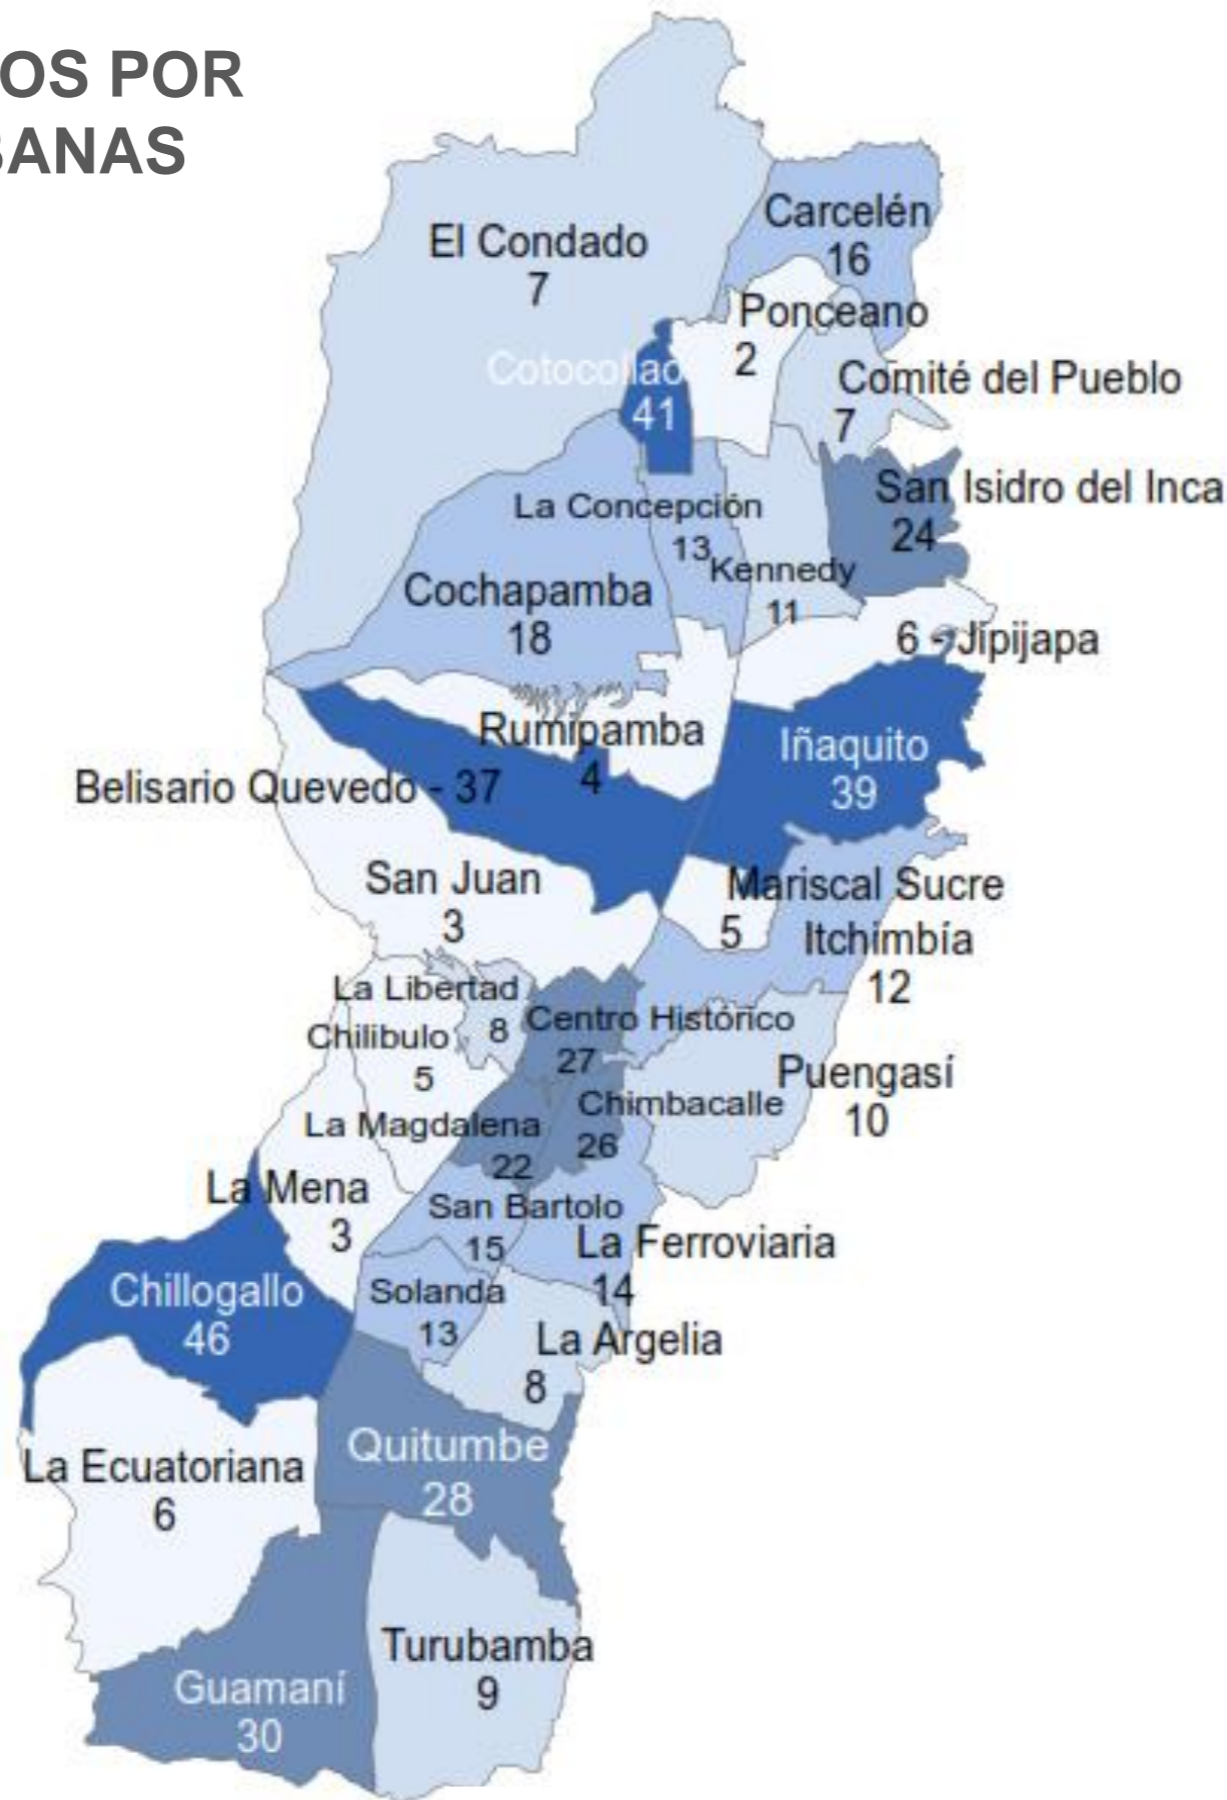 OS POR
BANAS
El Condado
7
Carcelén
16
Ponceano
2
Cotocollao
41
Comité del Pueblo
7
San Isidro del Inca
24
La Concepción
13
Kennedy
11
Cochapamba
18
6 - Jipijapa
Rumipamba
4
Iñaquito
39
Belisario Quevedo - 37
San Juan
3
Mariscal Sucre
5
Itchimbía
12
La Libertad
8
Centro Histórico
27
Chilibulo
5
Puengasí
10
Chimbacalle
26
La Magdalena
22
La Mena
3
San Bartolo
15
La Ferroviaria
14
Chillogallo
46
Solanda
13
La Argelia
8
Quitumbe
28
La Ecuatoriana
6
Turubamba
9
Guamaní
30